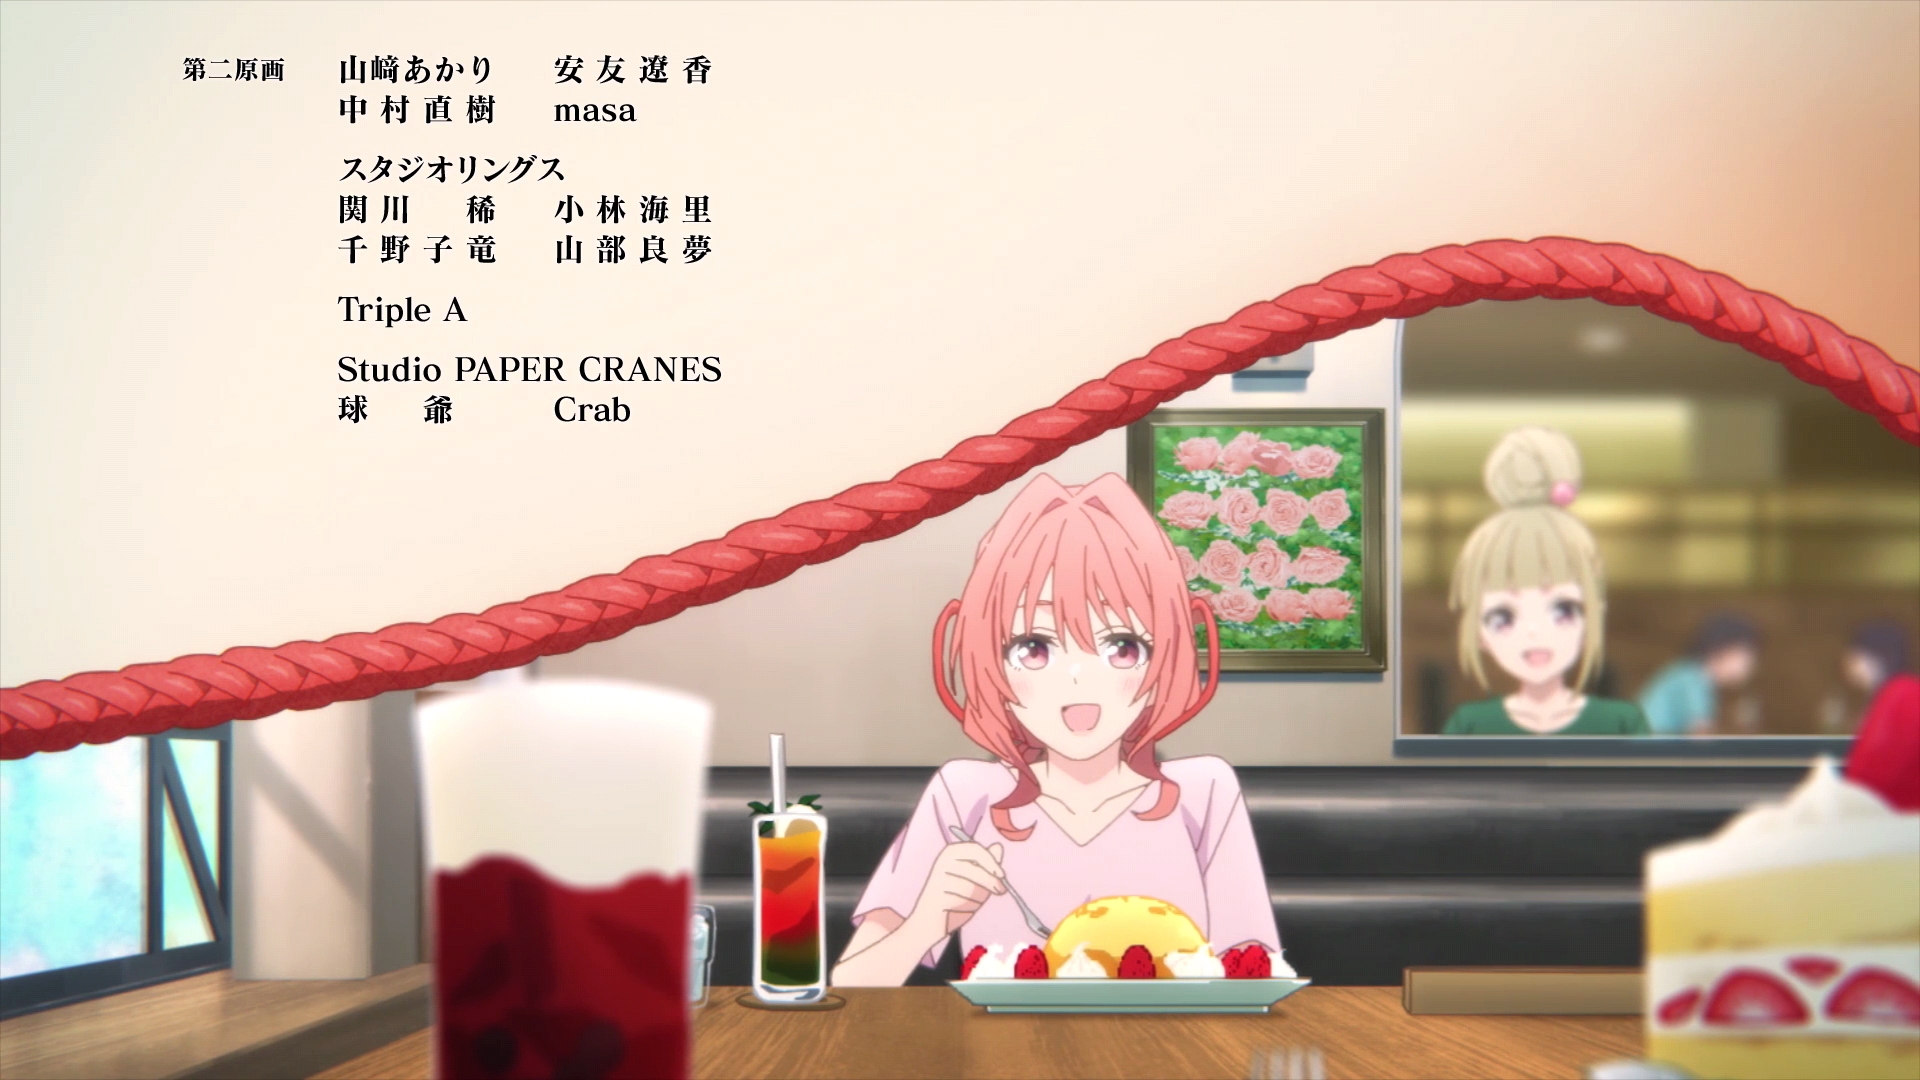 第二原画 山﨑あかり 安友遼香
中村直樹 masa
スタジオリングス
関川 稀 小林海里
千野子竜 山部良夢
Triple A
Studio PAPER CRANES
球爺 Crab